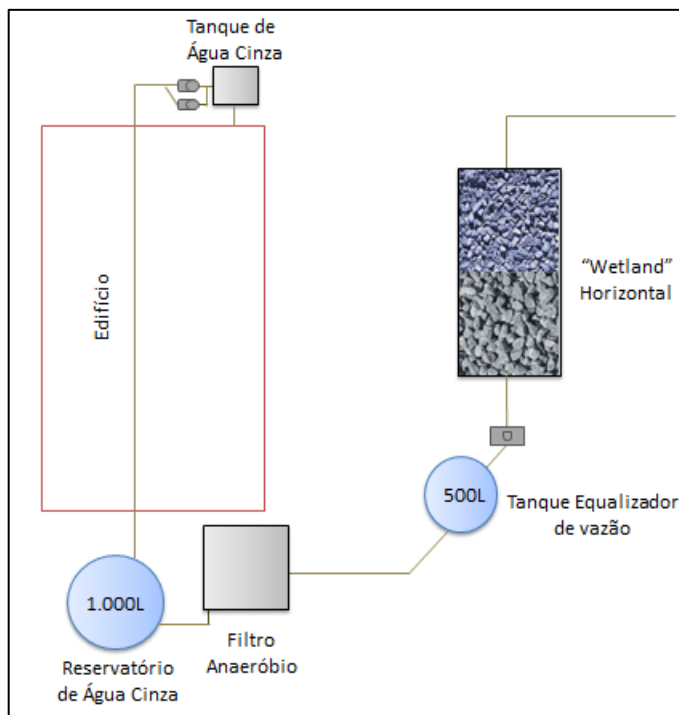 Tanque de
Água Cinza
Edifício
“Wetland”
Horizontal
500L
Tanque Equalizador
de vazão
1.000L
Filtro
Anaeróbio
Reservatório
de Água Cinza